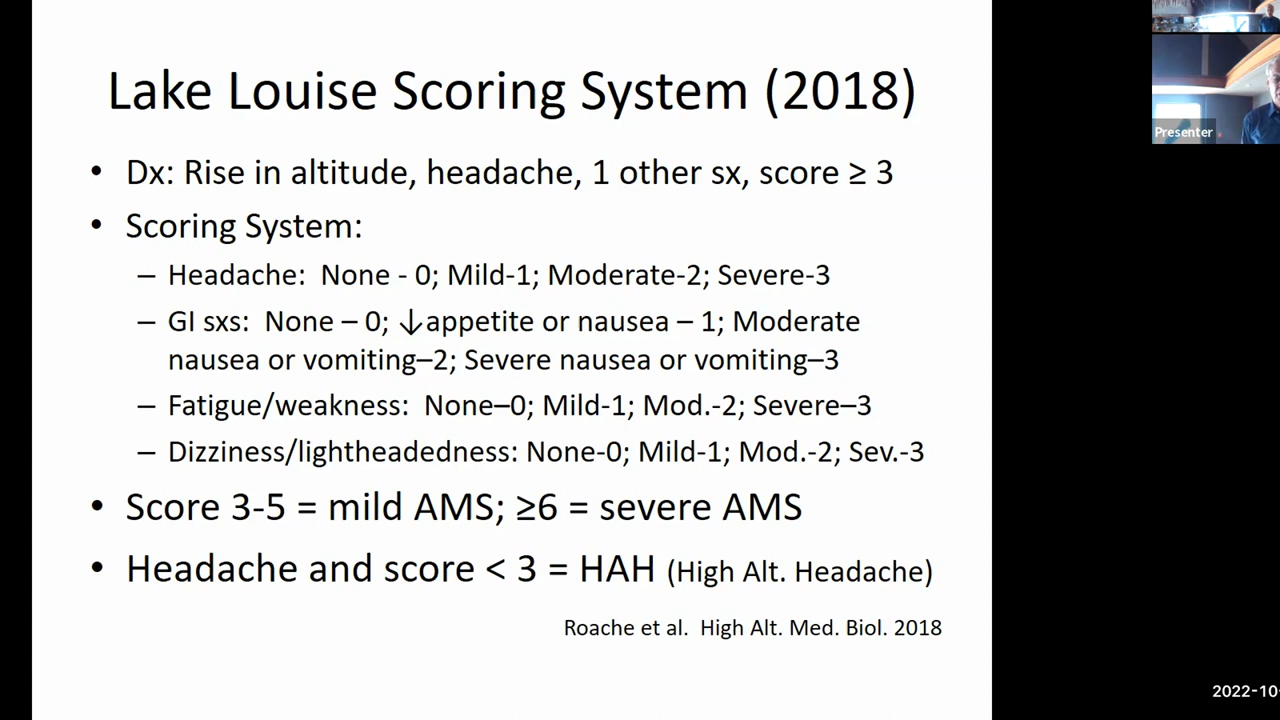 Lake Louise Scoring System (2018)
• Dx: Rise in altitude, headache, 1 other sx, score ≥ 3
• Scoring System:
– Headache: None - 0; Mild-1; Moderate-2; Severe-3
– GI sxs: None – 0; ↓appetite or nausea – 1; Moderate
nausea or vomiting–2; Severe nausea or vomiting–3
– Fatigue/weakness: None–0; Mild-1; Mod.-2; Severe–3
– Dizziness/lightheadedness: None-0; Mild-1; Mod.-2; Sev.-3
• Score 3-5 = mild AMS; ≥6 = severe AMS
• Headache and score < 3 = HAH (High Alt. Headache)
Roache et al. High Alt. Med. Biol. 2018
Presenter
2022-10-